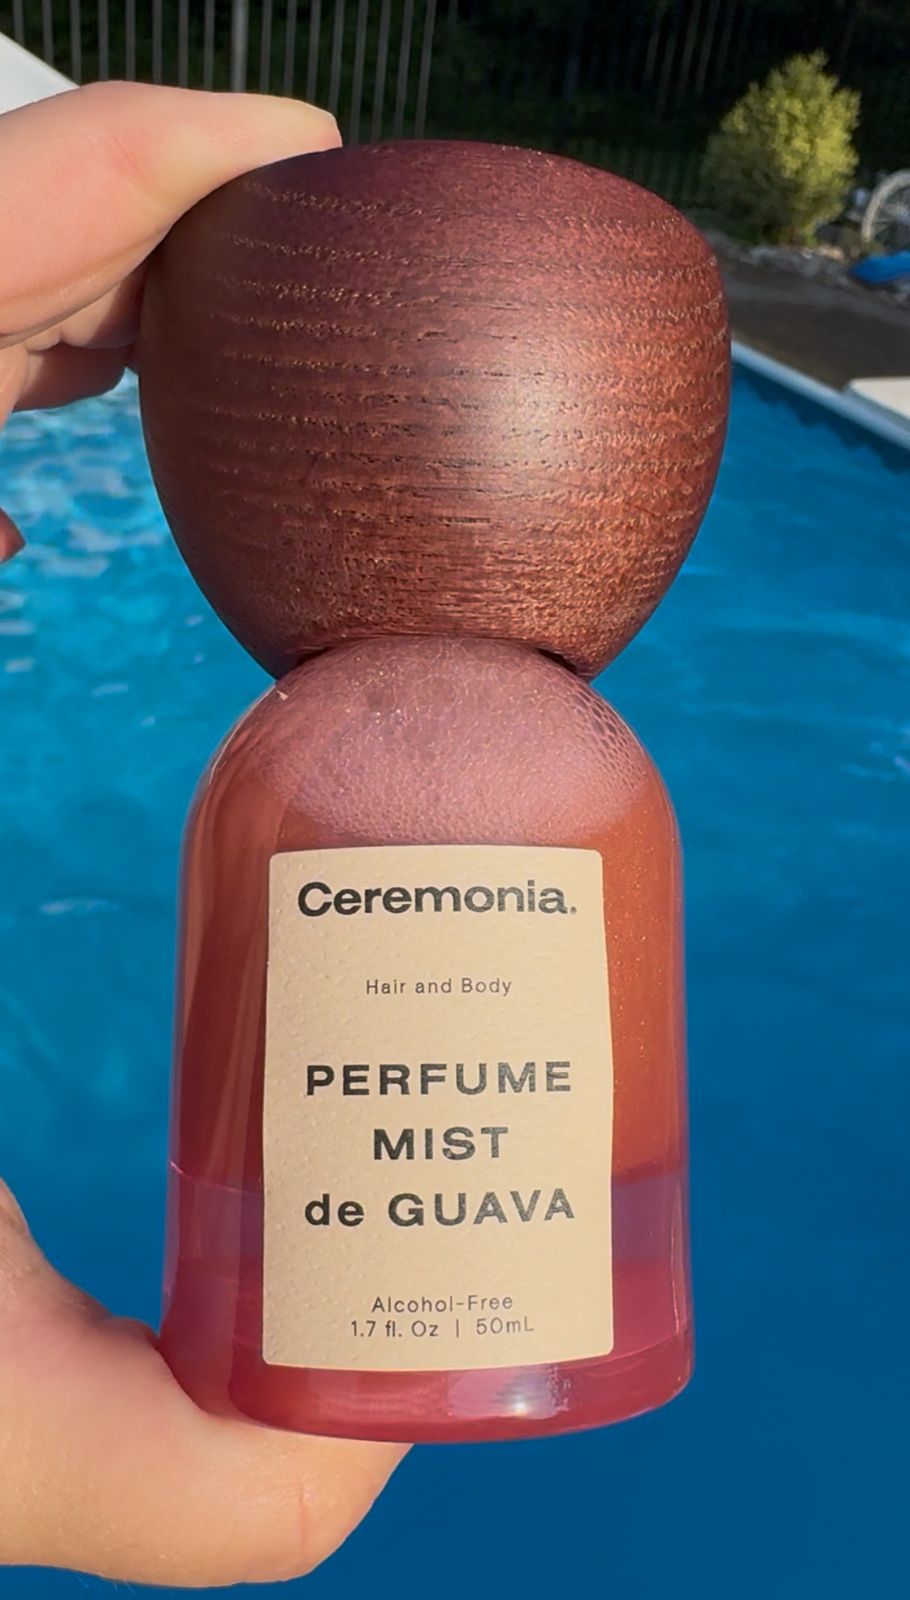 Ceremonia.
Hair and Body
PERFUME
MIST
de GUAVA
Alcohol-Free
1.7 fl. Oz | 50mL